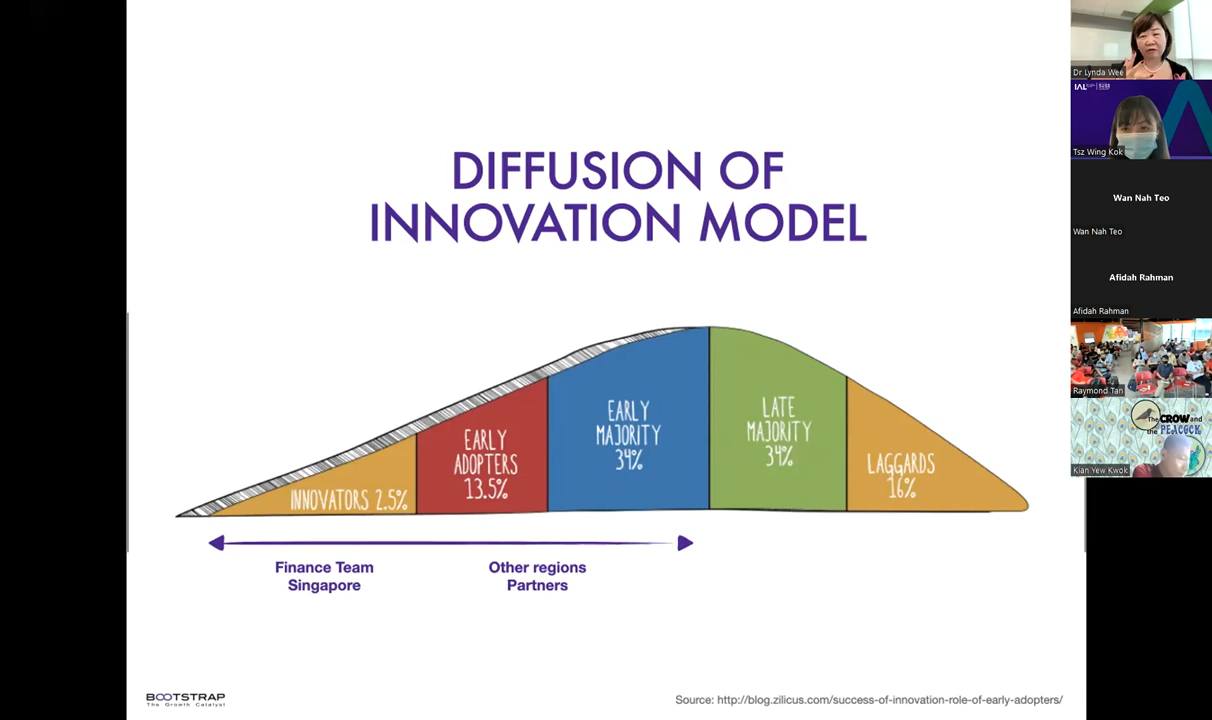 DIFFUSION OF
INNOVATION MODEL
INNOVATORS 2.5%
EARLY
ADOPTERS
13.5%
EARLY
MAJORITY
34%
LATE
MAJORITY
34%
LAGGARDS
16%
Finance Team
Singapore
Other regions
Partners
BOOTSTRAP
The Growth Catalyst
Source: http://blog.zilicus.com/success-of-innovation-role-of-early-adopters/
Dr Lynda Wee
IAL
Tsz Wing Kok
Wan Nah Teo
Wan Nah Teo
Afidah Rahman
Afidah Rahman
Raymond Tan
The CROW and
the PEACOCK
Kian Yew Kwok